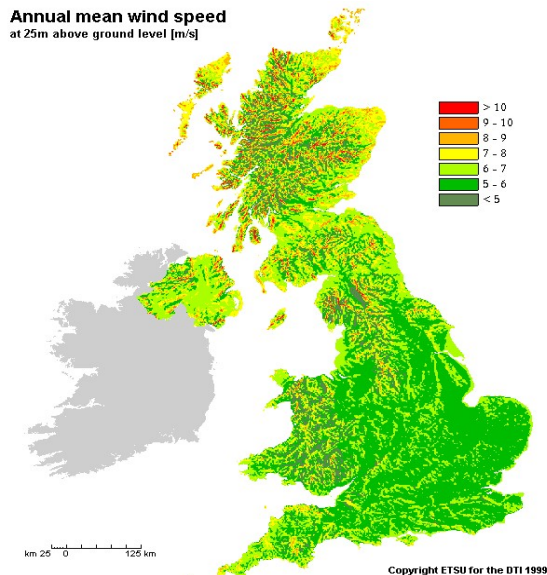 Annual mean wind speed
at 25m above ground level [m/s]
> 10
9 - 10
8 - 9
7 - 8
6 - 7
5 - 6
< 5
km 25 0 125 km
Copyright ETSU for the DTI 1999